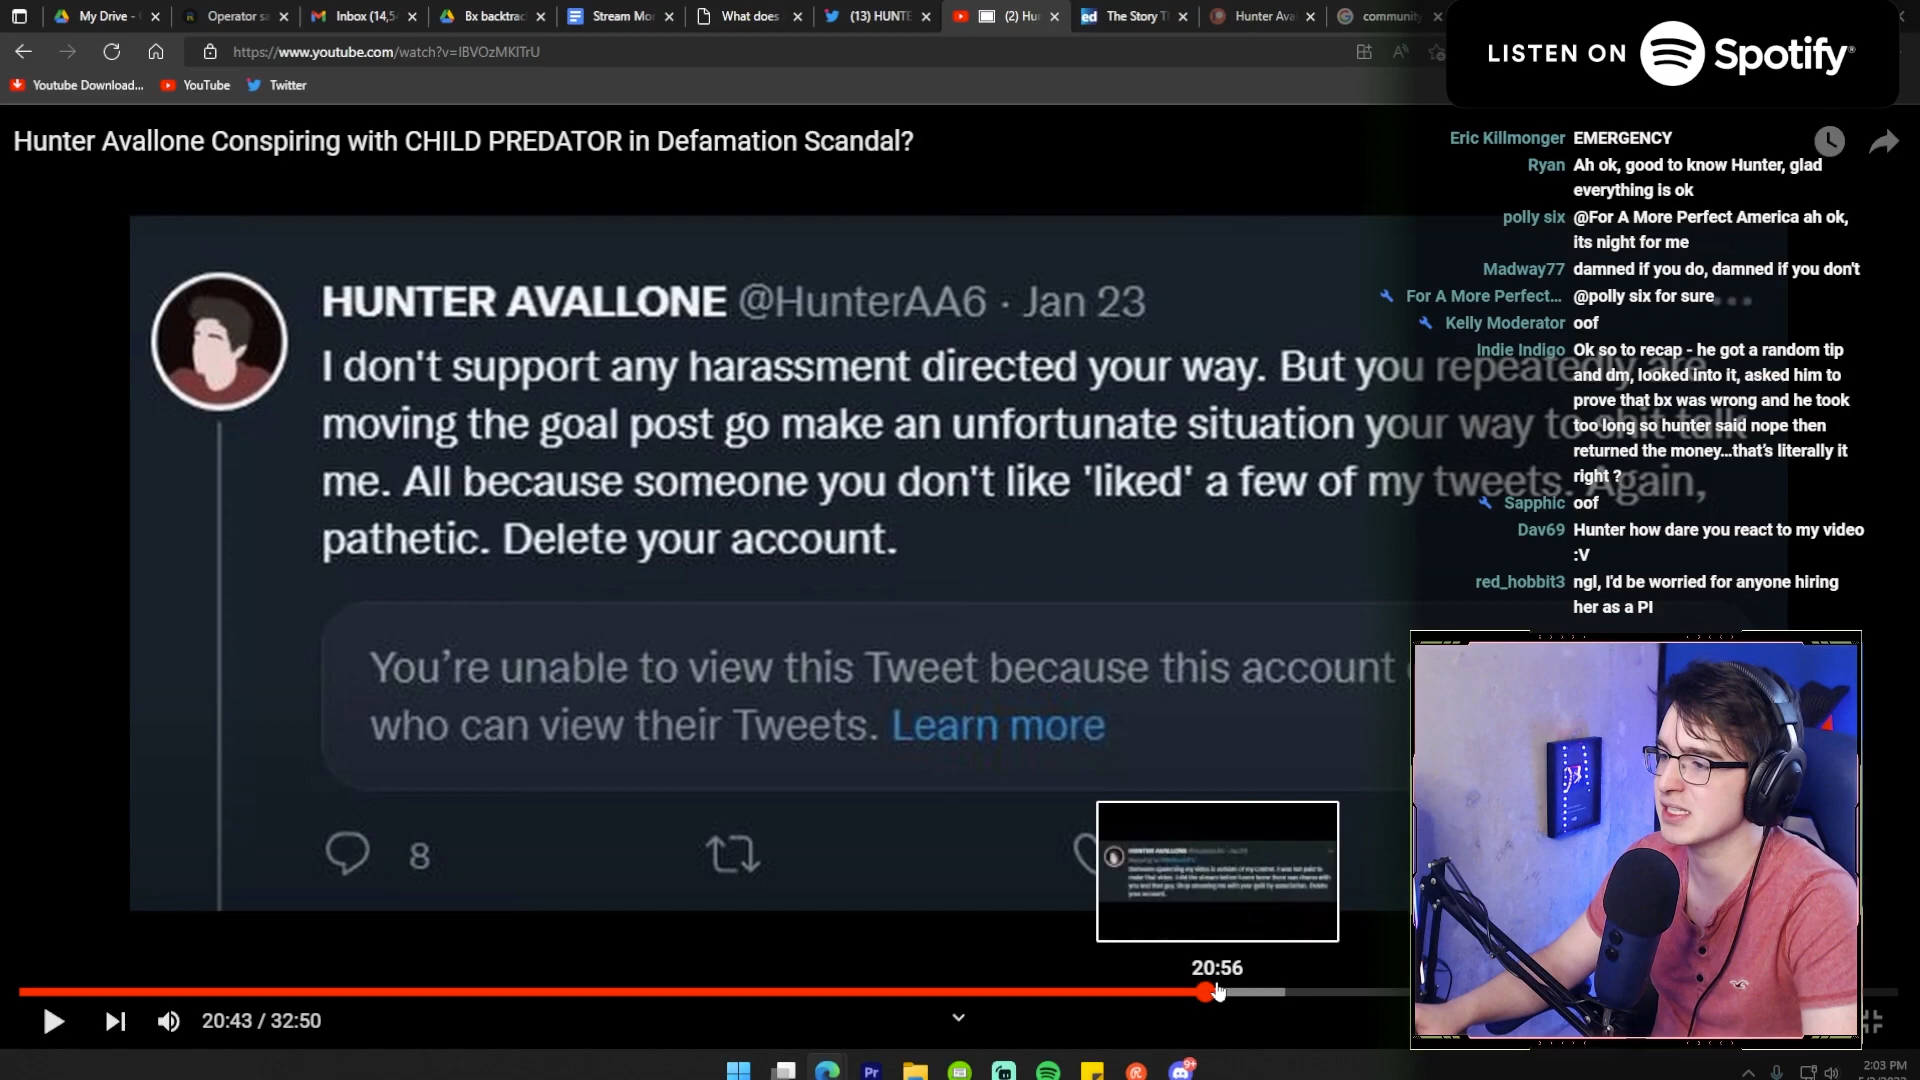 My Drive -
Operator sa
Inbox (14,5
Bx backtrac
Stream Mor
What does
(13) HUNTE
(2) Hu
ed
The Story T
Hunter Ava
community
https://www.youtube.com/watch?v=IBVOzMKlTrU
Youtube Download...
YouTube
Twitter
LISTEN ON Spotify
Hunter Avallone Conspiring with CHILD PREDATOR in Defamation Scandal?
HUNTER AVALLONE @HunterAA6 · Jan 23
I don't support any harassment directed your way. But you repeatedly are
moving the goal post go make an unfortunate situation your way to shit talk
me. All because someone you don't like 'liked' a few of my tweets. Again,
pathetic. Delete your account.
You're unable to view this Tweet because this account
who can view their Tweets. Learn more
8
20:56
20:43 / 32:50
Eric Killmonger EMERGENCY
Ryan Ah ok, good to know Hunter, glad
everything is ok
polly six @For A More Perfect America ah ok,
its night for me
Madway77 damned if you do, damned if you don't
For A More Perfect... @polly six for sure
Kelly Moderator oof
Indie Indigo Ok so to recap - he got a random tip
and dm, looked into it, asked him to
prove that bx was wrong and he took
too long so hunter said nope then
returned the money...that's literally it
right ?
Sapphic oof
Dav69 Hunter how dare you react to my video
:V
red_hobbit3 ngl, I'd be worried for anyone hiring
her as a PI
Pr
9+
2:03 PM